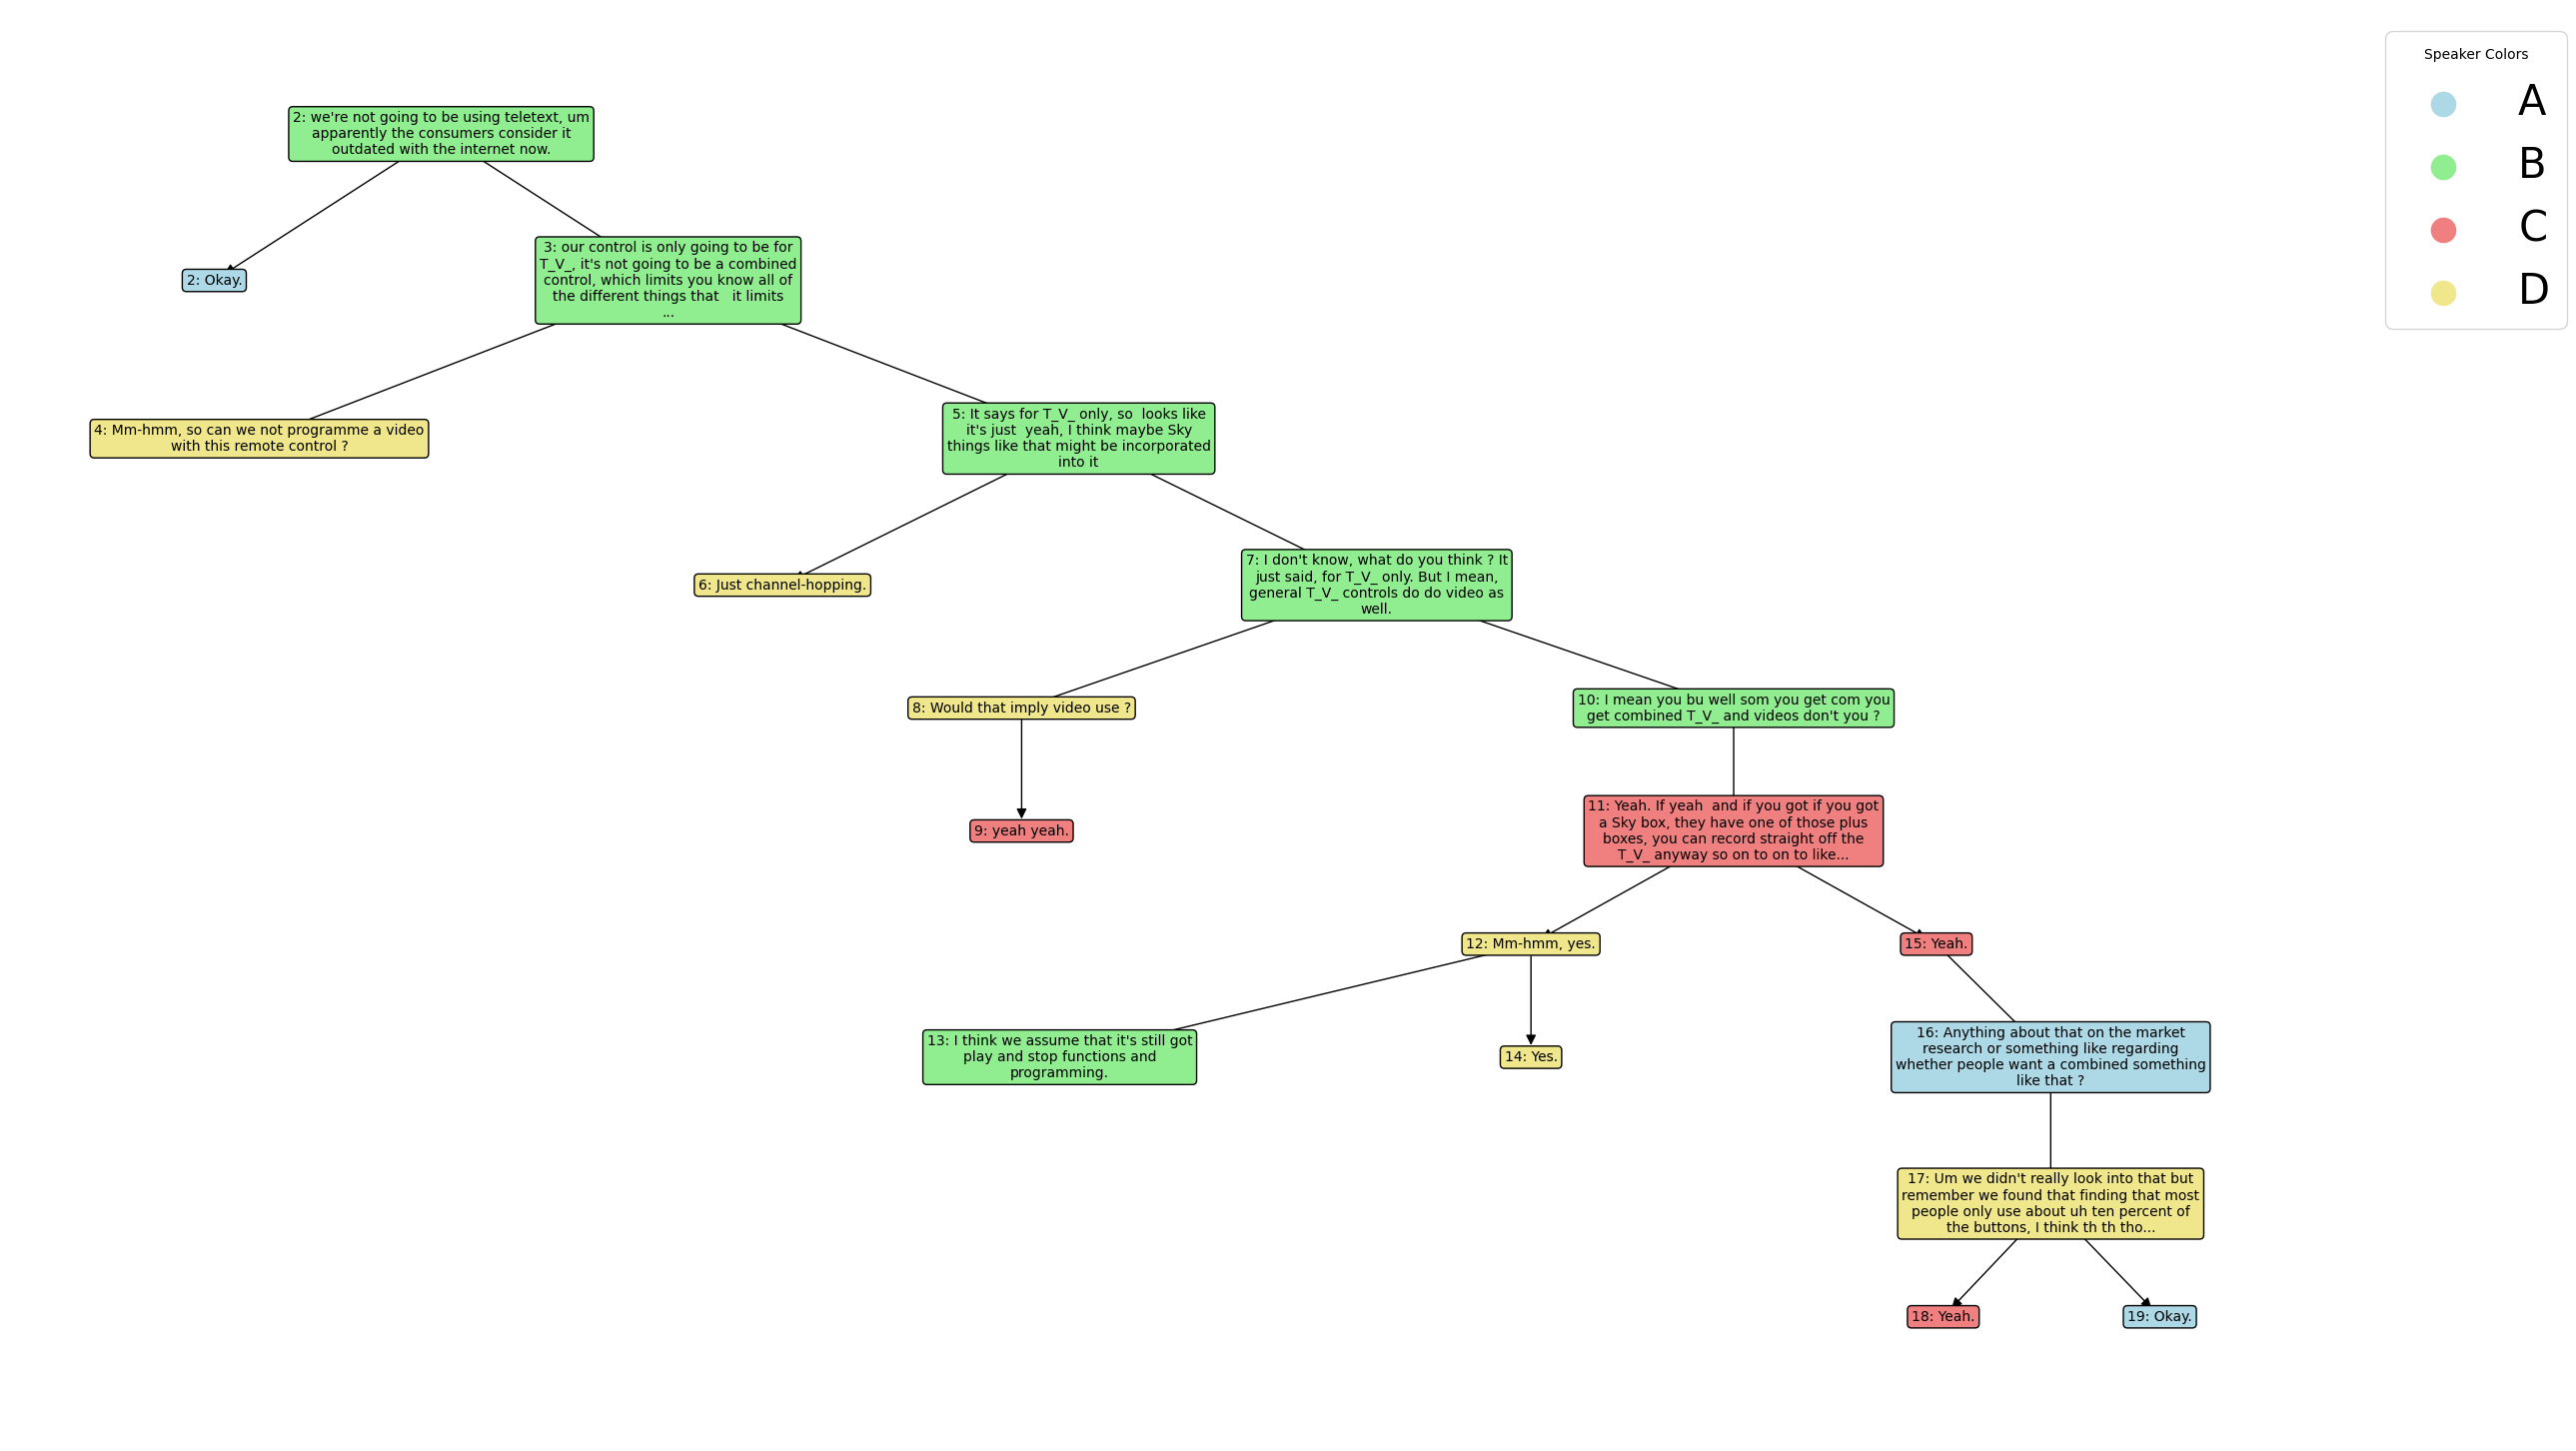 Speaker Colors
A
B
C
D
2: we're not going to be using teletext, um
apparently the consumers consider it
outdated with the internet now.
2: Okay.
3: our control is only going to be for
T_V_, it's not going to be a combined
control, which limits you know all of
the different things that   it limits
...
4: Mm-hmm, so can we not programme a video
with this remote control ?
5: It says for T_V_ only, so  looks like
it's just  yeah, I think maybe Sky
things like that might be incorporated
into it
6: Just channel-hopping.
7: I don't know, what do you think ? It
just said, for T_V_ only. But I mean,
general T_V_ controls do do video as
well.
8: Would that imply video use ?
10: I mean you bu well som you get com you
get combined T_V_ and videos don't you ?
9: yeah yeah.
11: Yeah. If yeah  and if you got if you got
a Sky box, they have one of those plus
boxes, you can record straight off the
T_V_ anyway so on to on to like...
12: Mm-hmm, yes.
15: Yeah.
13: I think we assume that it's still got
play and stop functions and
programming.
14: Yes.
16: Anything about that on the market
research or something like regarding
whether people want a combined something
like that ?
17: Um we didn't really look into that but
remember we found that finding that most
people only use about uh ten percent of
the buttons, I think th th tho...
18: Yeah.
19: Okay.